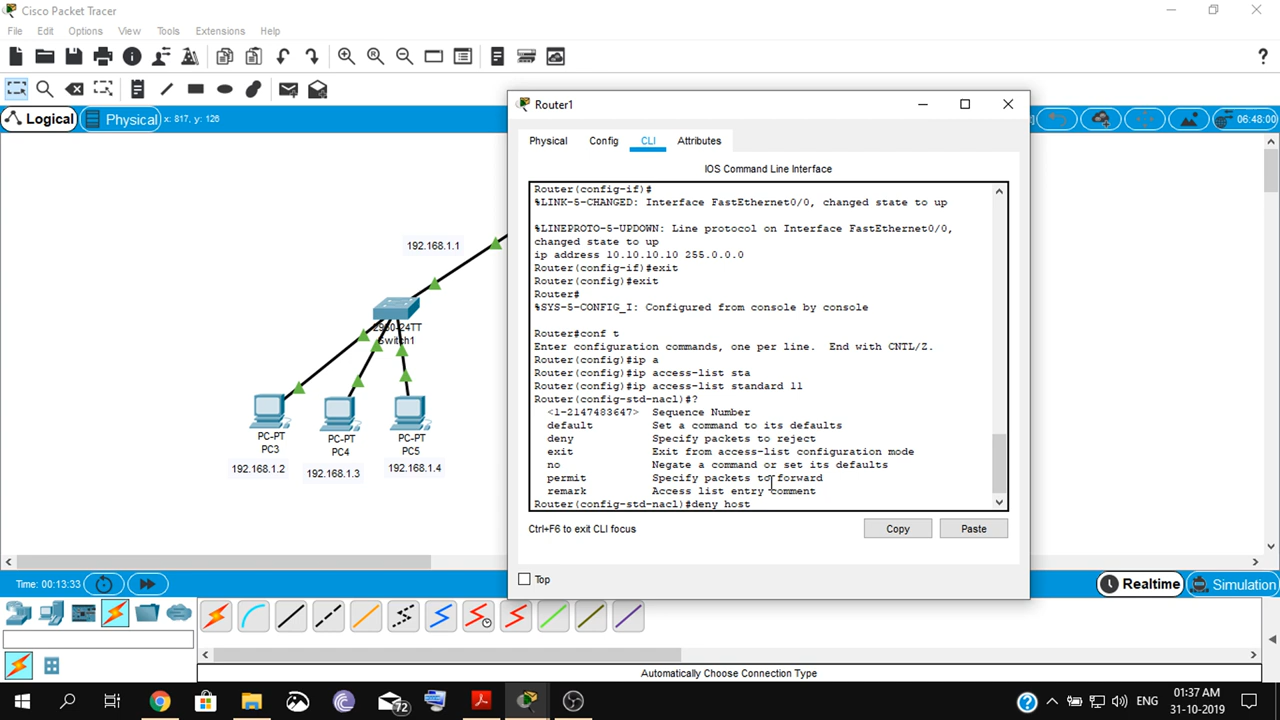 Cisco Packet Tracer
File Edit Options View Tools Extensions Help
Logical
Physical x: 817, y: 126
06:48:00
Router1
Physical Config CLI Attributes
IOS Command Line Interface
Router(config-if)#
%LINK-5-CHANGED: Interface FastEthernet0/0, changed state to up
%LINEPROTO-5-UPDOWN: Line protocol on Interface FastEthernet0/0,
changed state to up
ip address 10.10.10.10 255.0.0.0
Router(config-if)#exit
Router(config)#exit
Router#
%SYS-5-CONFIG_I: Configured from console by console
Router#conf t
Enter configuration commands, one per line. End with CNTL/Z.
Router(config)#ip a
Router(config)#ip access-list sta
Router(config)#ip access-list standard 11
Router(config-std-nacl)#?
<1-2147483647> Sequence Number
default Set a command to its defaults
deny Specify packets to reject
exit Exit from access-list configuration mode
no Negate a command or set its defaults
permit Specify packets to forward
remark Access list entry comment
Router(config-std-nacl)#deny host
Ctrl+F6 to exit CLI focus
Copy
Paste
Top
192.168.1.1
2950-24TT
Switch1
PC-PT
PC3
PC-PT
PC4
PC-PT
PC5
192.168.1.2
192.168.1.3
192.168.1.4
Time: 00:13:33
Realtime
Simulation
Automatically Choose Connection Type
72
ENG
01:37 AM
31-10-2019